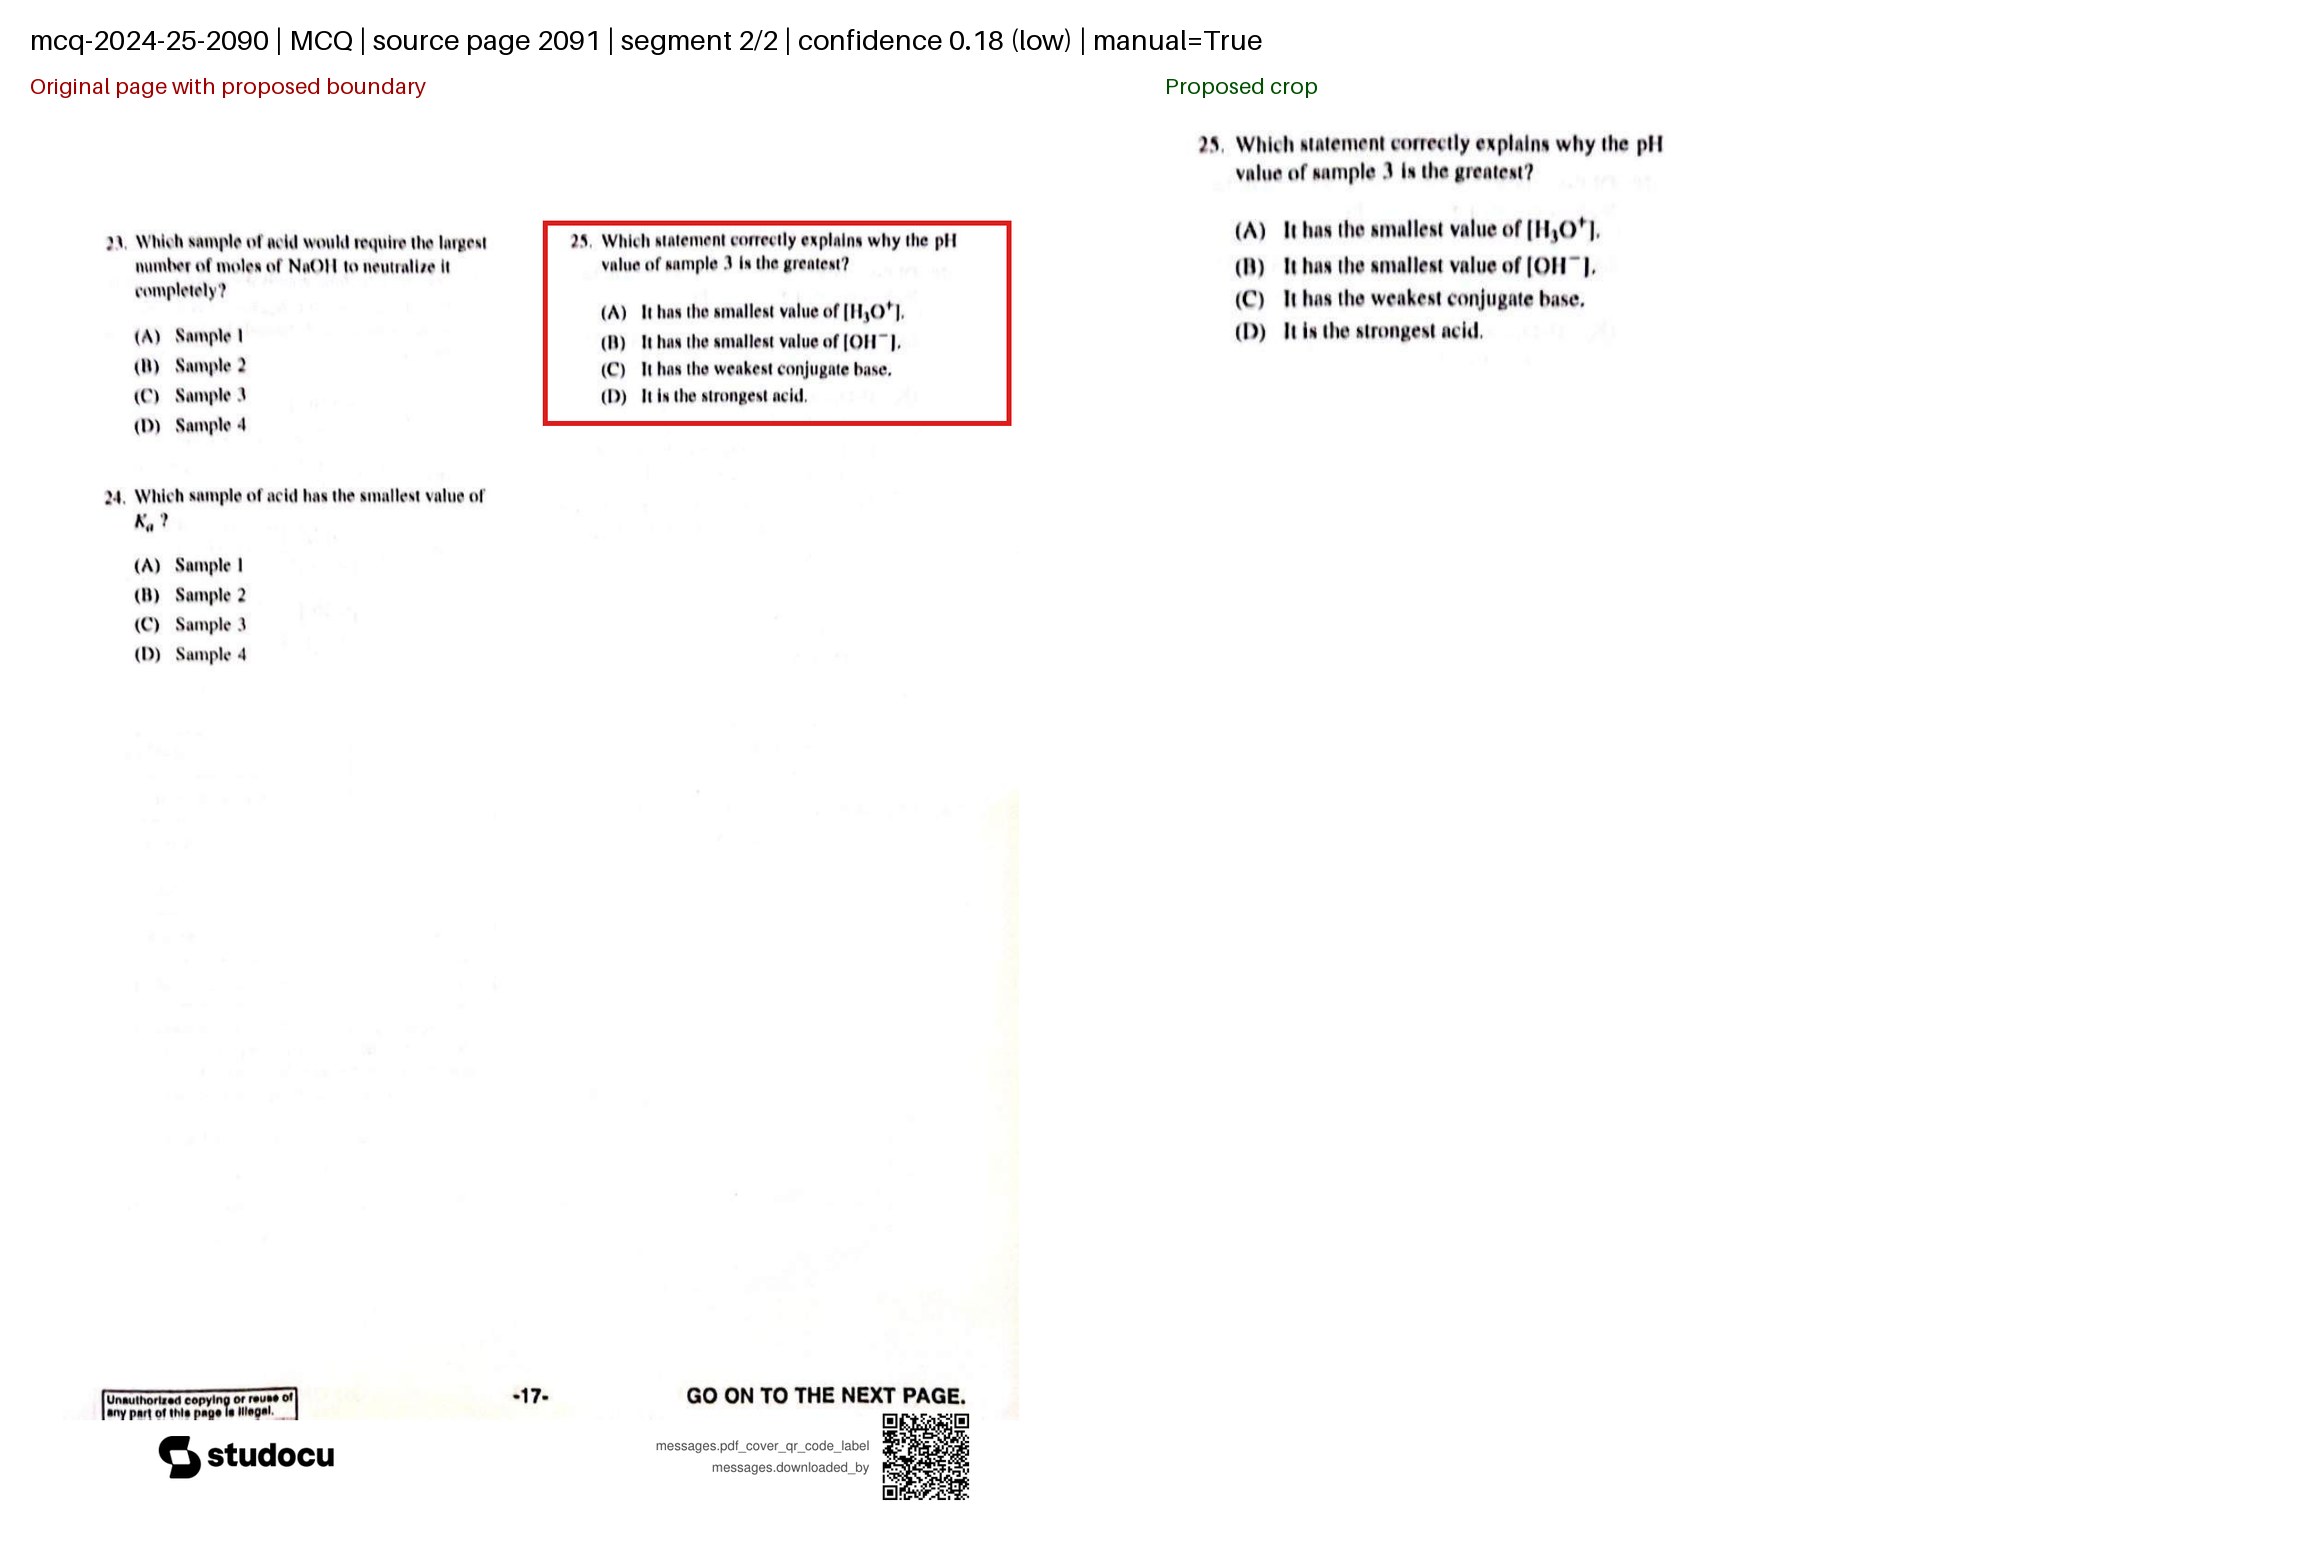 mcq-2024-25-2090 | MCQ | source page 2091 | segment 2/2 | confidence 0.18 (low) | manual=True
Original page with proposed boundary
23. Which sample of acid would require the largest
number of moles of NaOH to neutralize it
completely?
(A) Sample 1
(B) Sample 2
(C) Sample 3
(D) Sample 4
24. Which sample of acid has the smallest value of
Kₐ ?
(A) Sample 1
(B) Sample 2
(C) Sample 3
(D) Sample 4
25. Which statement correctly explains why the pH
value of sample 3 is the greatest?
(A) It has the smallest value of [H₃O⁺].
(B) It has the smallest value of [OH⁻].
(C) It has the weakest conjugate base.
(D) It is the strongest acid.
Unauthorized copying or reuse of
any part of this page is illegal.
-17-
GO ON TO THE NEXT PAGE.
studocu
messages.pdf_cover_qr_code_label
messages.downloaded_by
Proposed crop
25. Which statement correctly explains why the pH
value of sample 3 is the greatest?
(A) It has the smallest value of [H₃O⁺].
(B) It has the smallest value of [OH⁻].
(C) It has the weakest conjugate base.
(D) It is the strongest acid.